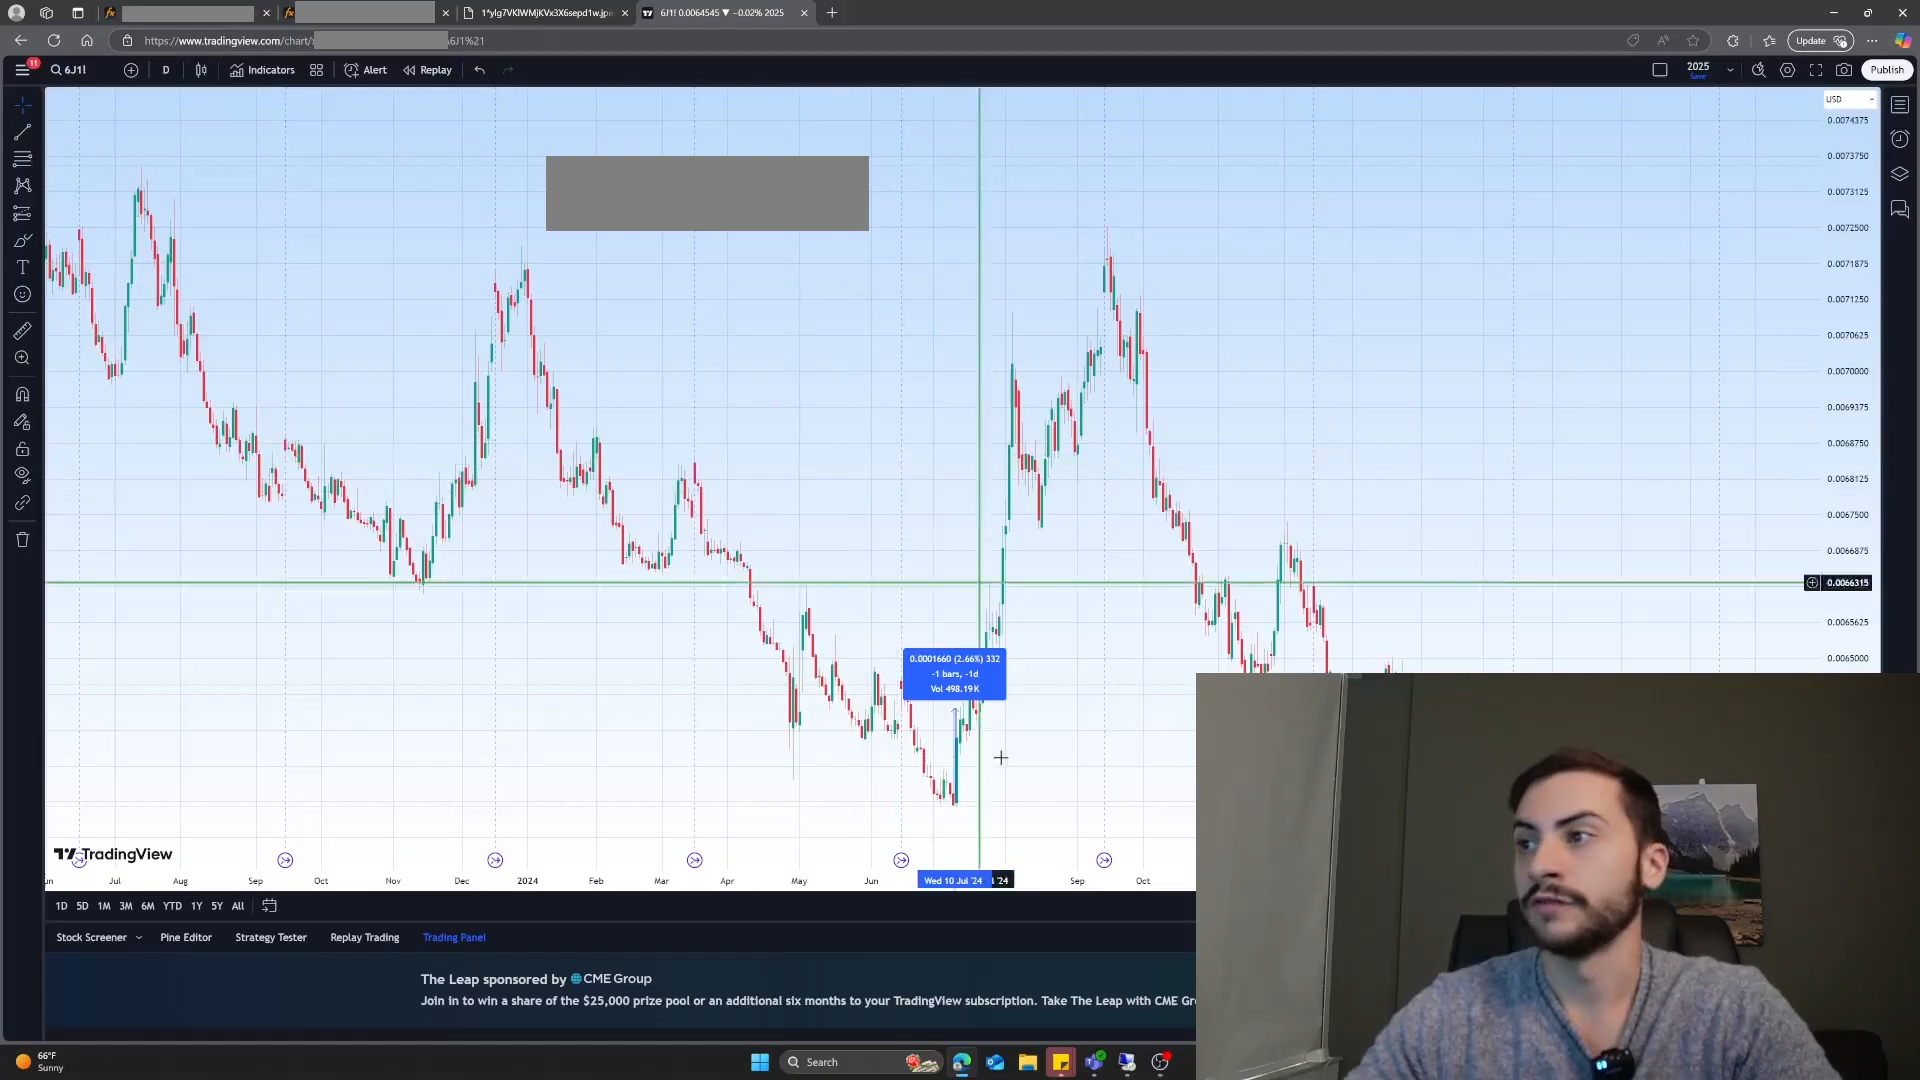 1*ylg7VKlWMjKVx3X6sepd1w.jpe
6J1! 0.0064545 ▼ −0.02% 2025
https://www.tradingview.com/chart/
6J1%21
Update
11
6J1!
D
Indicators
Alert
Replay
2025
Save
Publish
USD
0.0074375
0.0073750
0.0073125
0.0072500
0.0071875
0.0071250
0.0070625
0.0070000
0.0069375
0.0068750
0.0068125
0.0067500
0.0066875
0.0066315
0.0065625
0.0065000
0.0001660 (2.66%) 332
-1 bars, -1d
Vol 498.19K
TradingView
Jul Aug Sep Oct Nov Dec 2024 Feb Mar Apr May Jun Wed 10 Jul '24 '24 Sep Oct
1D 5D 1M 3M 6M YTD 1Y 5Y All
Stock Screener Pine Editor Strategy Tester Replay Trading Trading Panel
The Leap sponsored by CME Group
Join in to win a share of the $25,000 prize pool or an additional six months to your TradingView subscription. Take The Leap with CME Gr
66°F
Sunny
Search